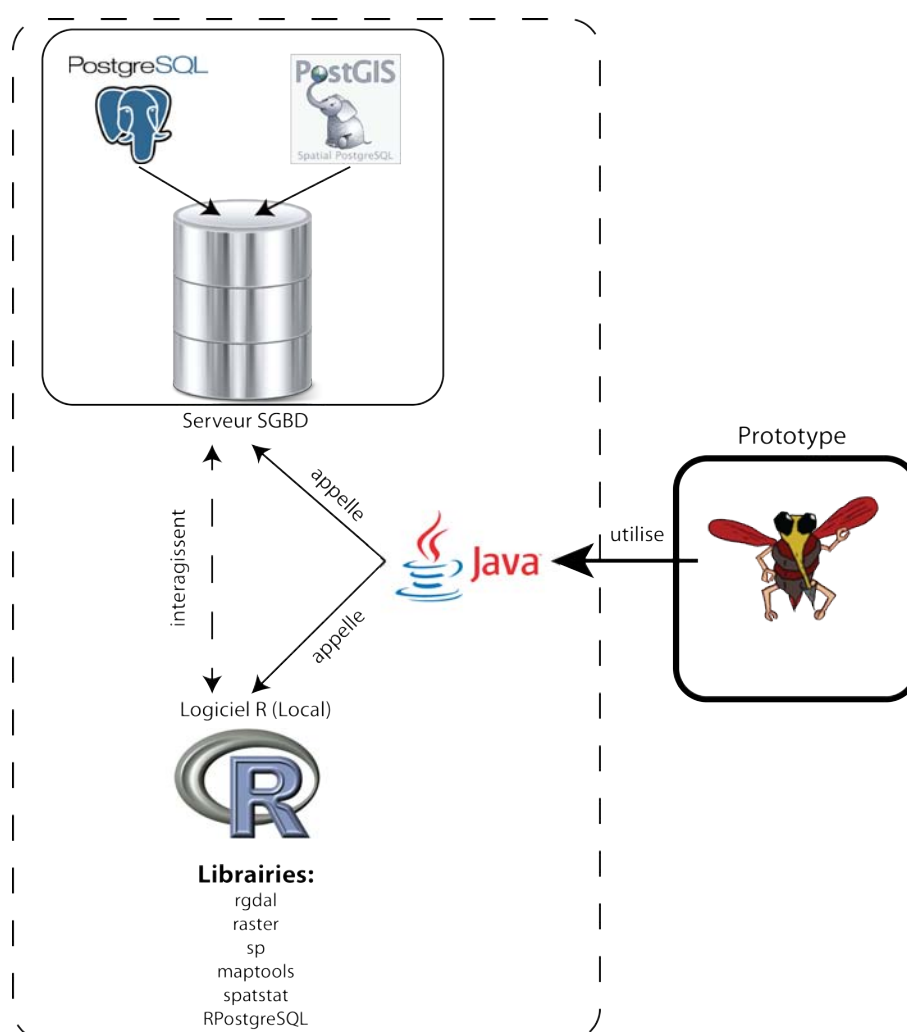 PostgreSQL
PostGIS
Spatial PostgreSQL
Serveur SGBD
Prototype
appelle
interagissent
Java
utilise
appelle
Logiciel R (Local)
R
Librairies:
rgdal
raster
sp
maptools
spatstat
RPostgreSQL